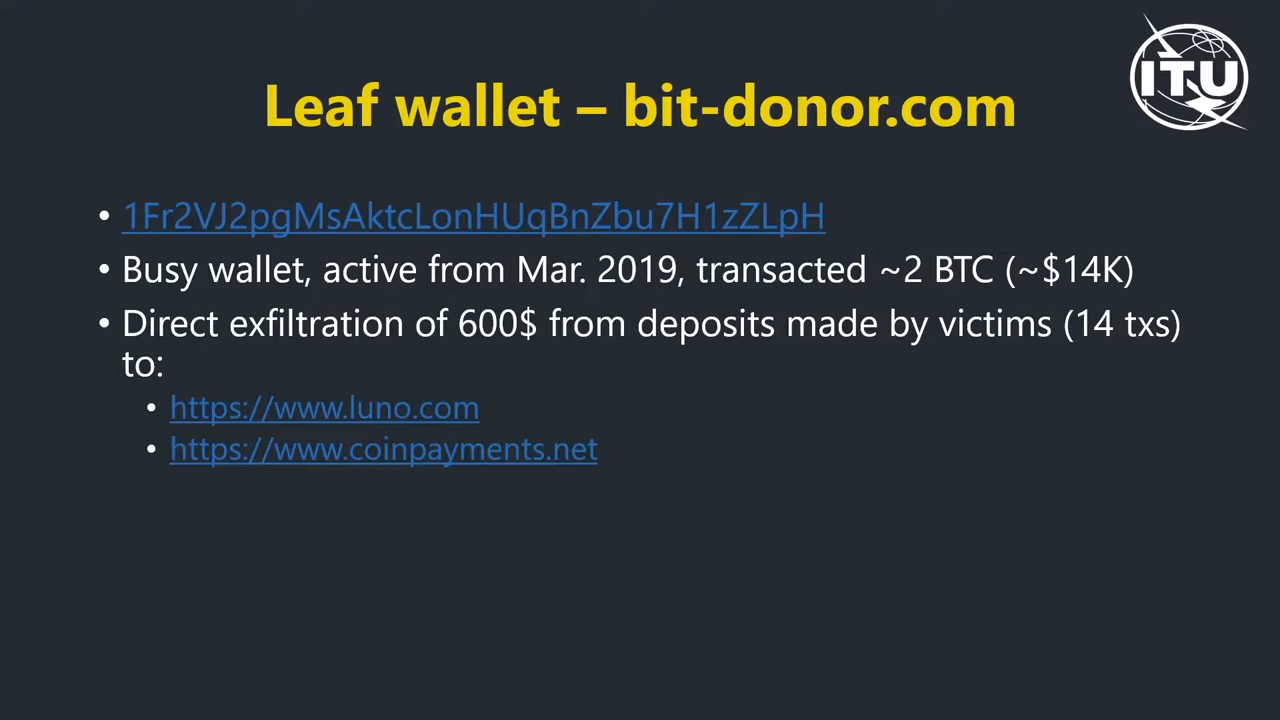 ITU
Leaf wallet – bit-donor.com
• 1Fr2VJ2pgMsAktcLonHUqBnZbu7H1zZLpH
• Busy wallet, active from Mar. 2019, transacted ~2 BTC (~$14K)
• Direct exfiltration of 600$ from deposits made by victims (14 txs)
to:
• https://www.luno.com
• https://www.coinpayments.net